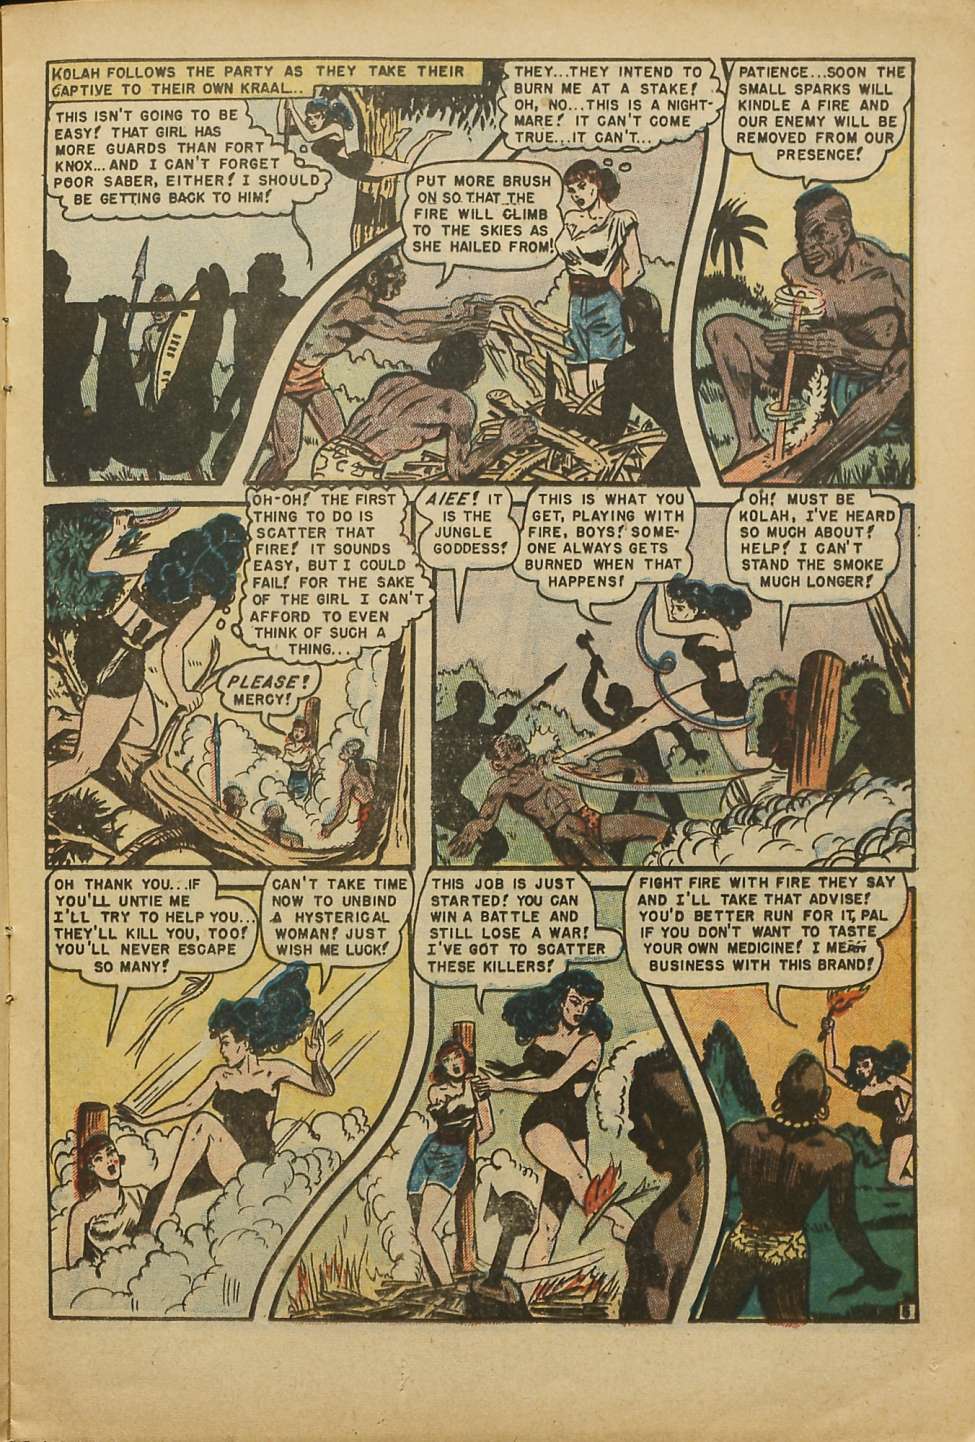 KOLAH FOLLOWS THE PARTY AS THEY TAKE THEIR
CAPTIVE TO THEIR OWN KRAAL...
THIS ISN'T GOING TO BE
EASY! THAT GIRL HAS
MORE GUARDS THAN FORT
KNOX...AND I CAN'T FORGET
POOR SABER, EITHER! I SHOULD
BE GETTING BACK TO HIM!
PUT MORE BRUSH
ON SO THAT THE
FIRE WILL CLIMB
TO THE SKIES AS
SHE HAILED FROM!
THEY...THEY INTEND TO
BURN ME AT A STAKE!
OH, NO...THIS IS A NIGHT-
MARE! IT CAN'T COME
TRUE...IT CAN'T...
PATIENCE...SOON THE
SMALL SPARKS WILL
KINDLE A FIRE AND
OUR ENEMY WILL BE
REMOVED FROM OUR
PRESENCE!
OH-OH! THE FIRST
THING TO DO IS
SCATTER THAT
FIRE! IT SOUNDS
EASY, BUT I COULD
FAIL! FOR THE SAKE
OF THE GIRL I CAN'T
AFFORD TO EVEN
THINK OF SUCH A
THING...
PLEASE!
MERCY!
AIEE! IT
IS THE
JUNGLE
GODDESS!
THIS IS WHAT YOU
GET, PLAYING WITH
FIRE, BOYS! SOME-
ONE ALWAYS GETS
BURNED WHEN THAT
HAPPENS!
OH! MUST BE
KOLAH, I'VE HEARD
SO MUCH ABOUT!
HELP! I CAN'T
STAND THE SMOKE
MUCH LONGER!
OH THANK YOU...IF
YOU'LL UNTIE ME
I'LL TRY TO HELP YOU...
THEY'LL KILL YOU, TOO!
YOU'LL NEVER ESCAPE
SO MANY!
CAN'T TAKE TIME
NOW TO UNBIND
A HYSTERICAL
WOMAN! JUST
WISH ME LUCK!
THIS JOB IS JUST
STARTED! YOU CAN
WIN A BATTLE AND
STILL LOSE A WAR!
I'VE GOT TO SCATTER
THESE KILLERS!
FIGHT FIRE WITH FIRE THEY SAY
AND I'LL TAKE THAT ADVISE!
YOU'D BETTER RUN FOR IT, PAL
IF YOU DON'T WANT TO TASTE
YOUR OWN MEDICINE! I MEAN
BUSINESS WITH THIS BRAND!
8